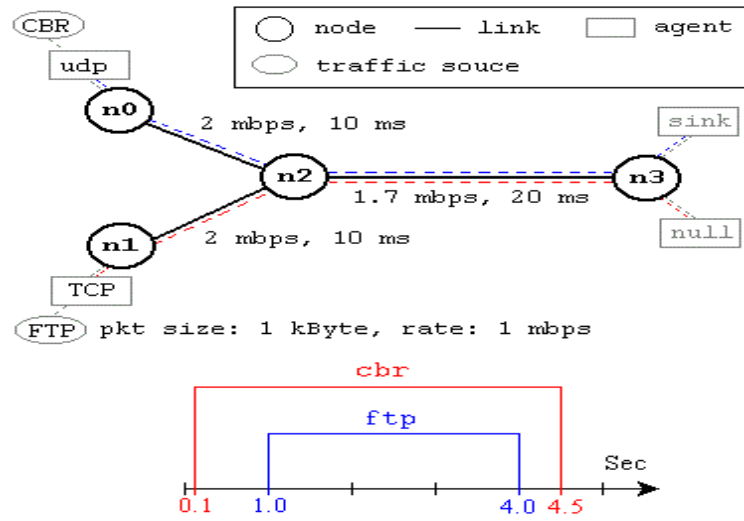 CBR
node
link
agent
traffic souce
udp
n0
2 mbps, 10 ms
sink
n2
n3
1.7 mbps, 20 ms
n1
2 mbps, 10 ms
null
TCP
FTP
pkt size: 1 kByte, rate: 1 mbps
cbr
ftp
Sec
0.1
1.0
4.0
4.5